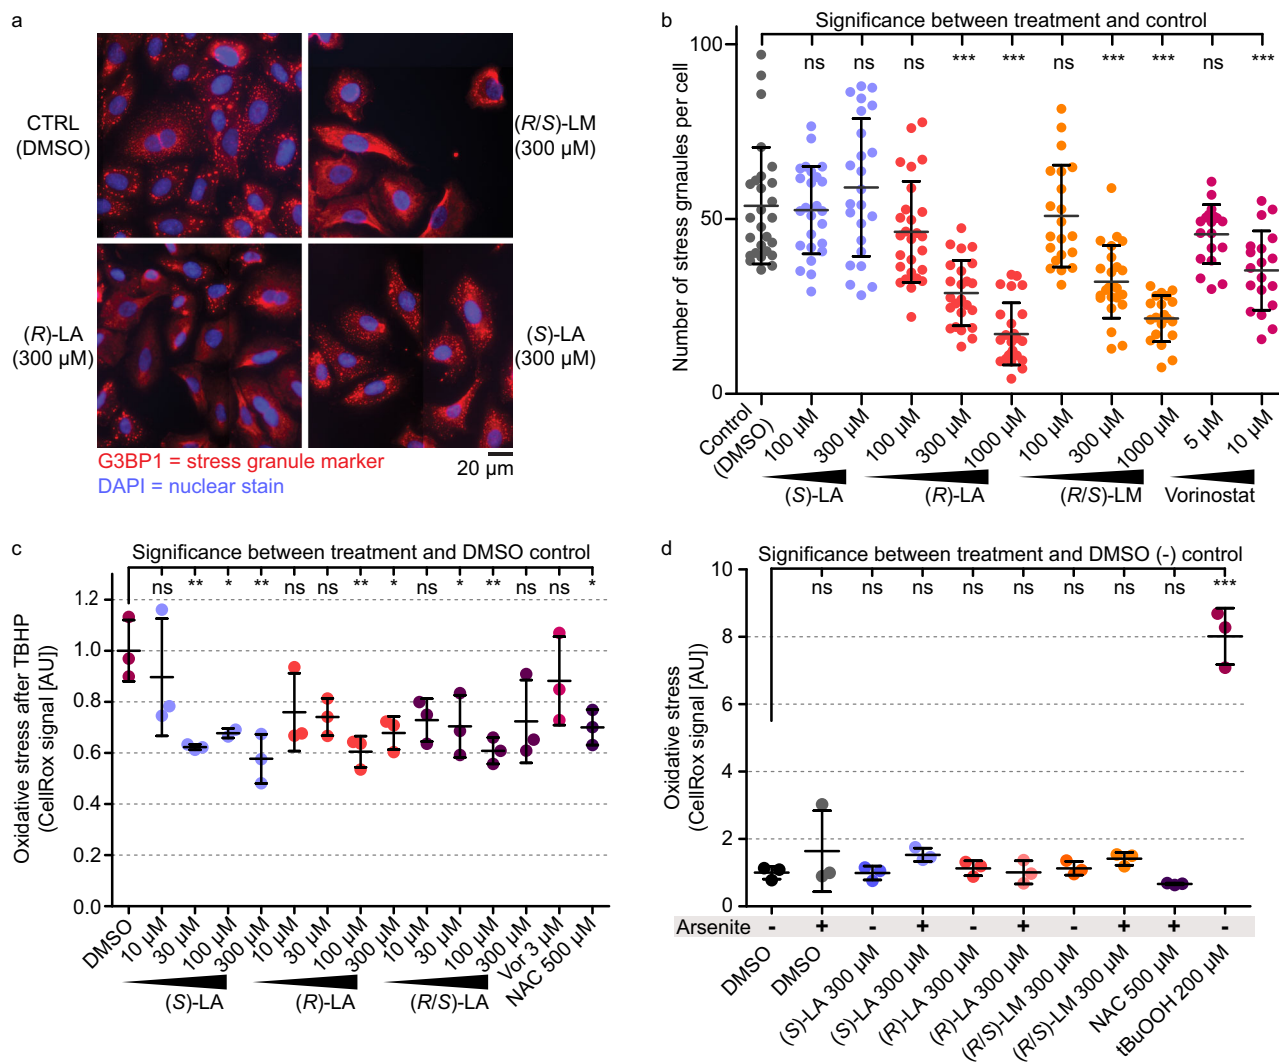 a
CTRL
(DMSO)
(R/S)-LM
(300 µM)
(R)-LA
(300 µM)
(S)-LA
(300 µM)
G3BP1 = stress granule marker
DAPI = nuclear stain
20 µm
b
Significance between treatment and control
ns ns ns *** *** ns *** *** ns ***
Number of stress grnaules per cell
100
50
0
Control (DMSO)
100 µM
300 µM
100 µM
300 µM
1000 µM
100 µM
300 µM
1000 µM
5 µM
10 µM
(S)-LA
(R)-LA
(R/S)-LM
Vorinostat
c
Significance between treatment and DMSO control
ns ** * ** ns ns ** * ns * ** ns ns *
Oxidative stress after TBHP
(CellRox signal [AU])
1.2
1.0
0.8
0.6
0.4
0.2
0.0
DMSO
10 µM
30 µM
100 µM
300 µM
10 µM
30 µM
100 µM
300 µM
10 µM
30 µM
100 µM
300 µM
Vor 3 µM
NAC 500 µM
(S)-LA
(R)-LA
(R/S)-LA
d
Significance between treatment and DMSO (-) control
ns ns ns ns ns ns ns ns ***
Oxidative stress
(CellRox signal [AU])
10
8
6
4
2
0
Arsenite - + - + - + - + + -
DMSO
DMSO
(S)-LA 300 µM
(S)-LA 300 µM
(R)-LA 300 µM
(R)-LA 300 µM
(R/S)-LM 300 µM
(R/S)-LM 300 µM
NAC 500 µM
tBuOOH 200 µM